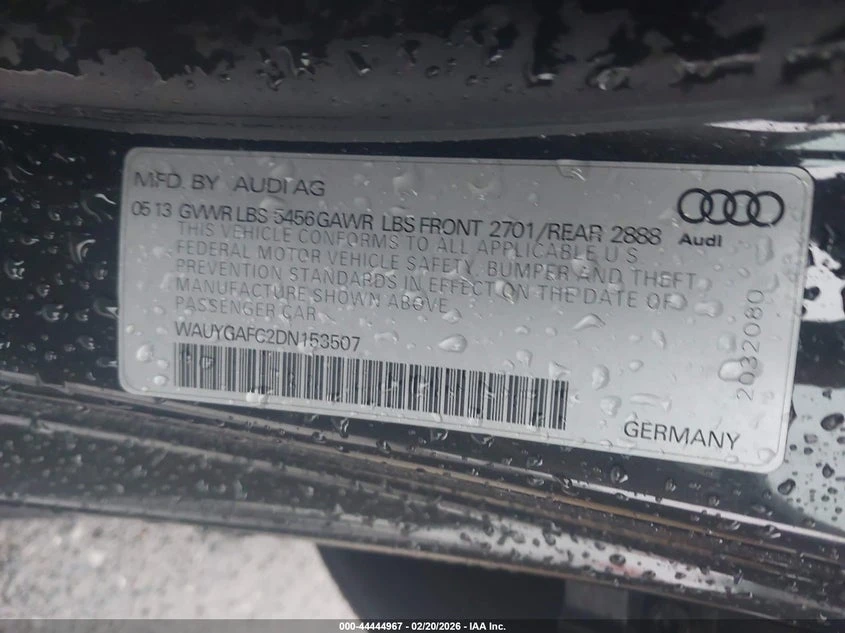 MFD. BY AUDI AG
05 13 GVWR LBS 5456 GAWR LBS FRONT 2701/REAR 2888
THIS VEHICLE CONFORMS TO ALL APPLICABLE U S
FEDERAL MOTOR VEHICLE SAFETY, BUMPER AND THEFT
PREVENTION STANDARDS IN EFFECT ON THE DATE OF
MANUFACTURE SHOWN ABOVE
PASSENGER CAR
WAUYGAFC2DN153507
Audi
2032080
GERMANY
000-44444967 - 02/20/2026 - IAA Inc.